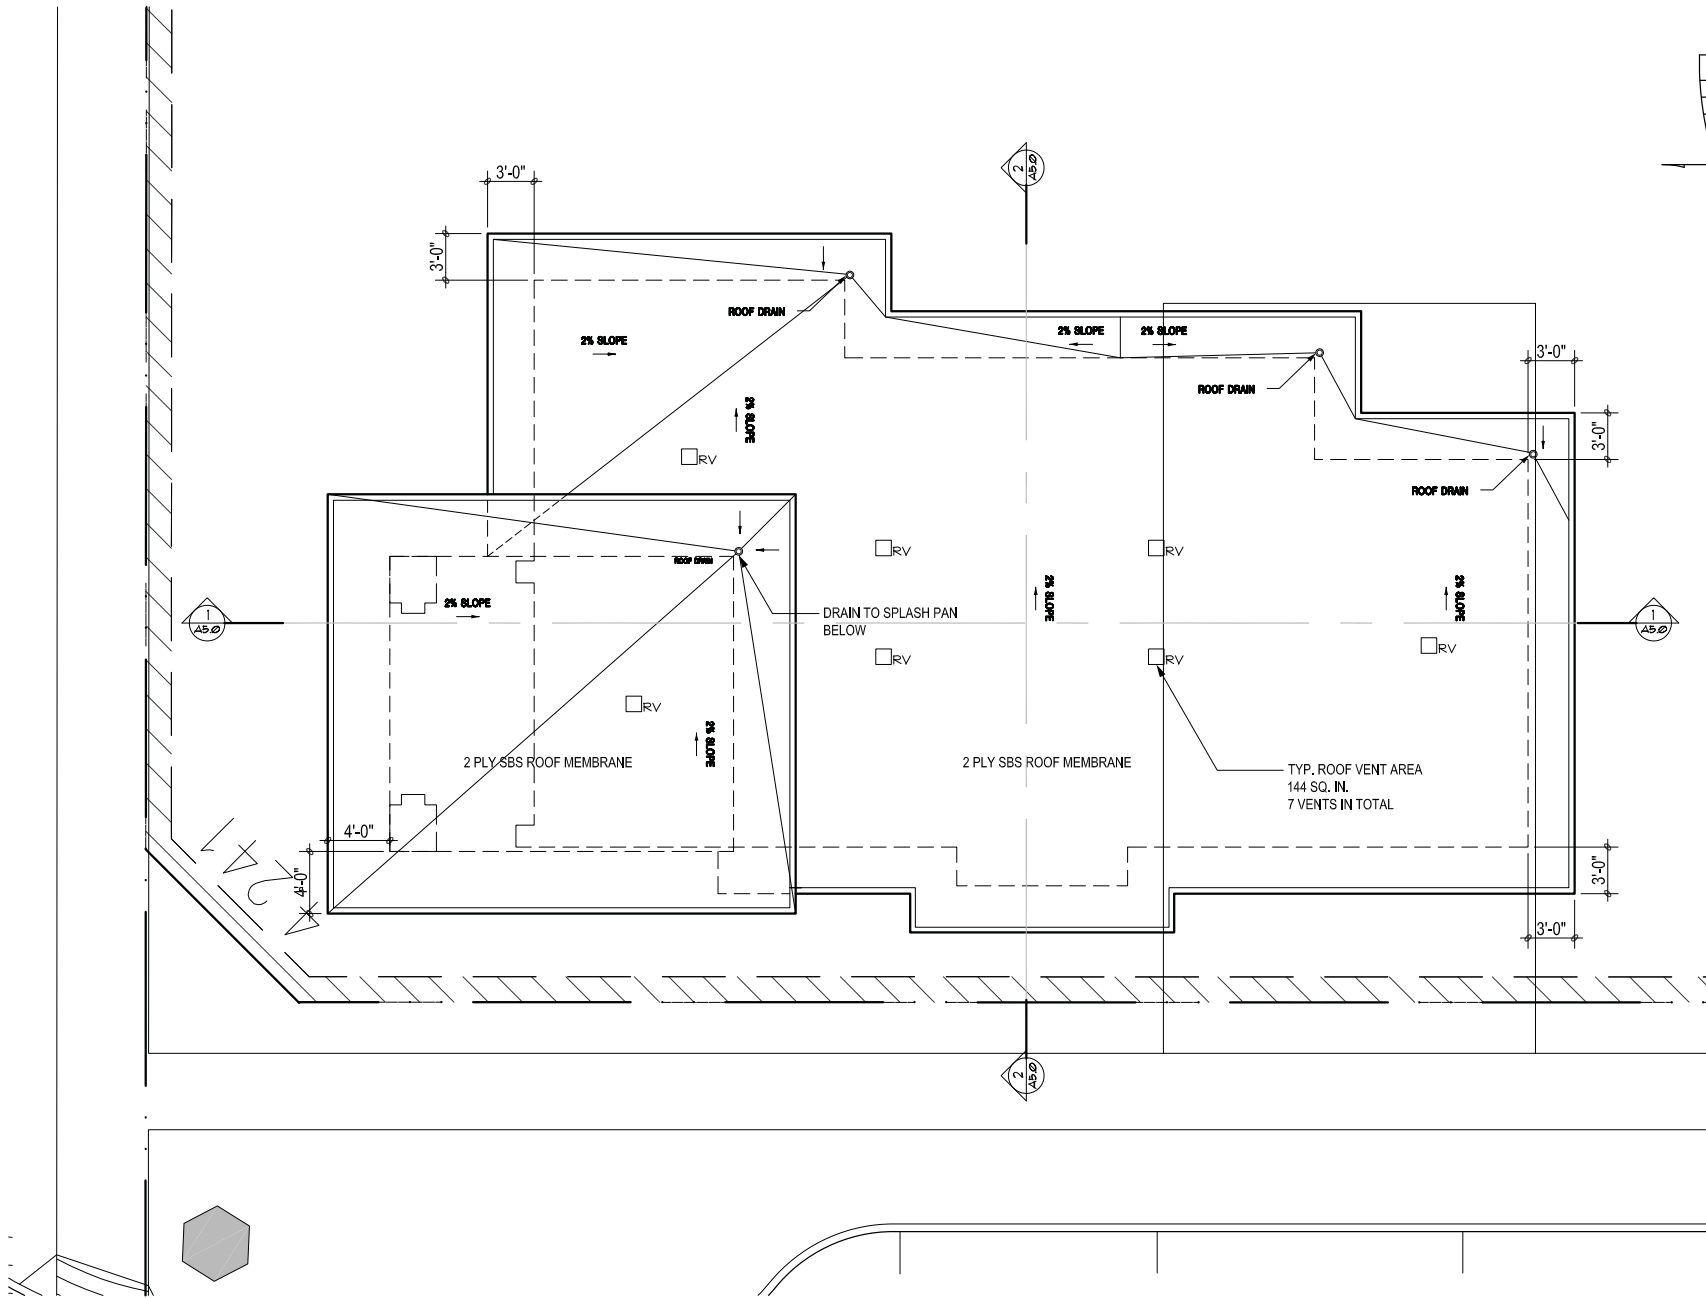 2
A5.0
3'-0"
3'-0"
ROOF DRAIN
2% SLOPE
2% SLOPE
2% SLOPE
3'-0"
ROOF DRAIN
2% SLOPE
3'-0"
RV
ROOF DRAIN
RV
RV
ROOF DRAIN
2% SLOPE
2% SLOPE
2% SLOPE
DRAIN TO SPLASH PAN
BELOW
1
A5.0
1
A5.0
RV
RV
RV
RV
2% SLOPE
2 PLY SBS ROOF MEMBRANE
2 PLY SBS ROOF MEMBRANE
TYP. ROOF VENT AREA
144 SQ. IN.
7 VENTS IN TOTAL
4'-0"
4'-0"
3'-0"
A 241
3'-0"
2
A5.0